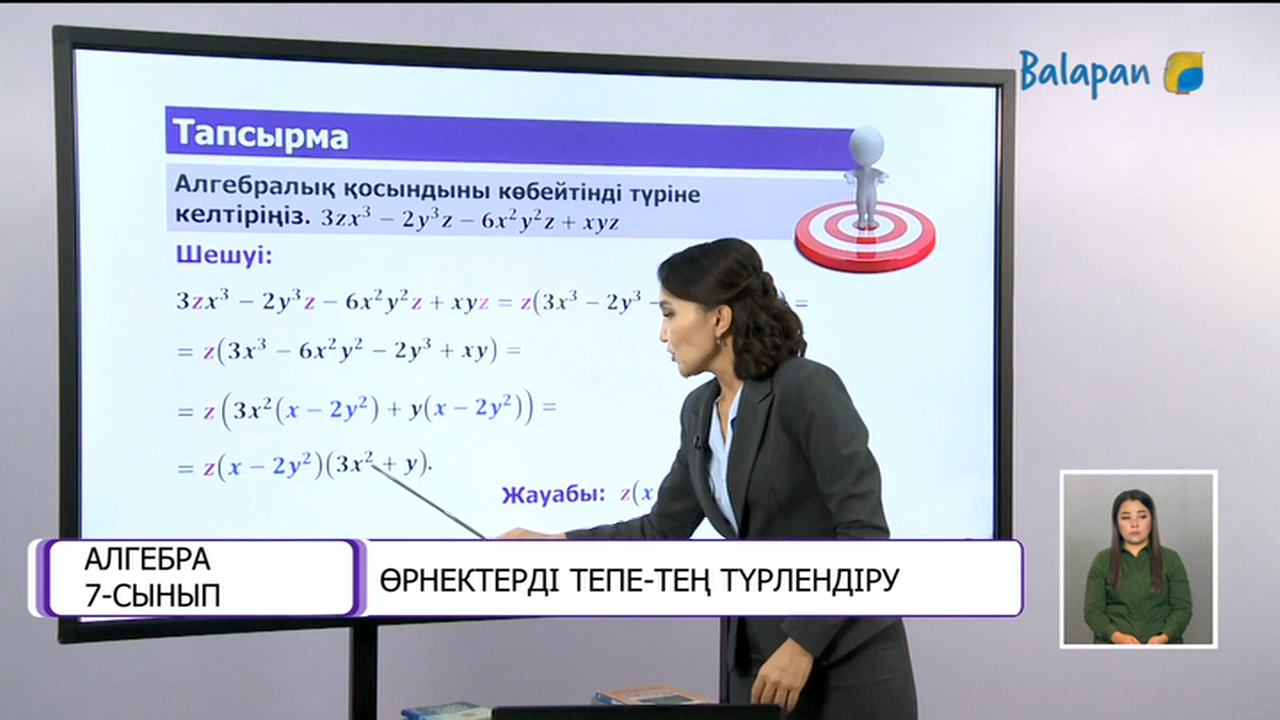 Balapan
Тапсырма
Алгебралық қосындыны көбейтінді түріне
келтіріңіз. 3zx³ − 2y³z − 6x²y²z + xyz
Шешуі:
3zx³ − 2y³z − 6x²y²z + xyz = z(3x³ − 2y³ − =
= z(3x³ − 6x²y² − 2y³ + xy) =
= z(3x²(x − 2y²) + y(x − 2y²)) =
= z(x − 2y²)(3x² + y).
Жауабы: z(x
АЛГЕБРА
7-СЫНЫП
ӨРНЕКТЕРДІ ТЕПЕ-ТЕҢ ТҮРЛЕНДІРУ